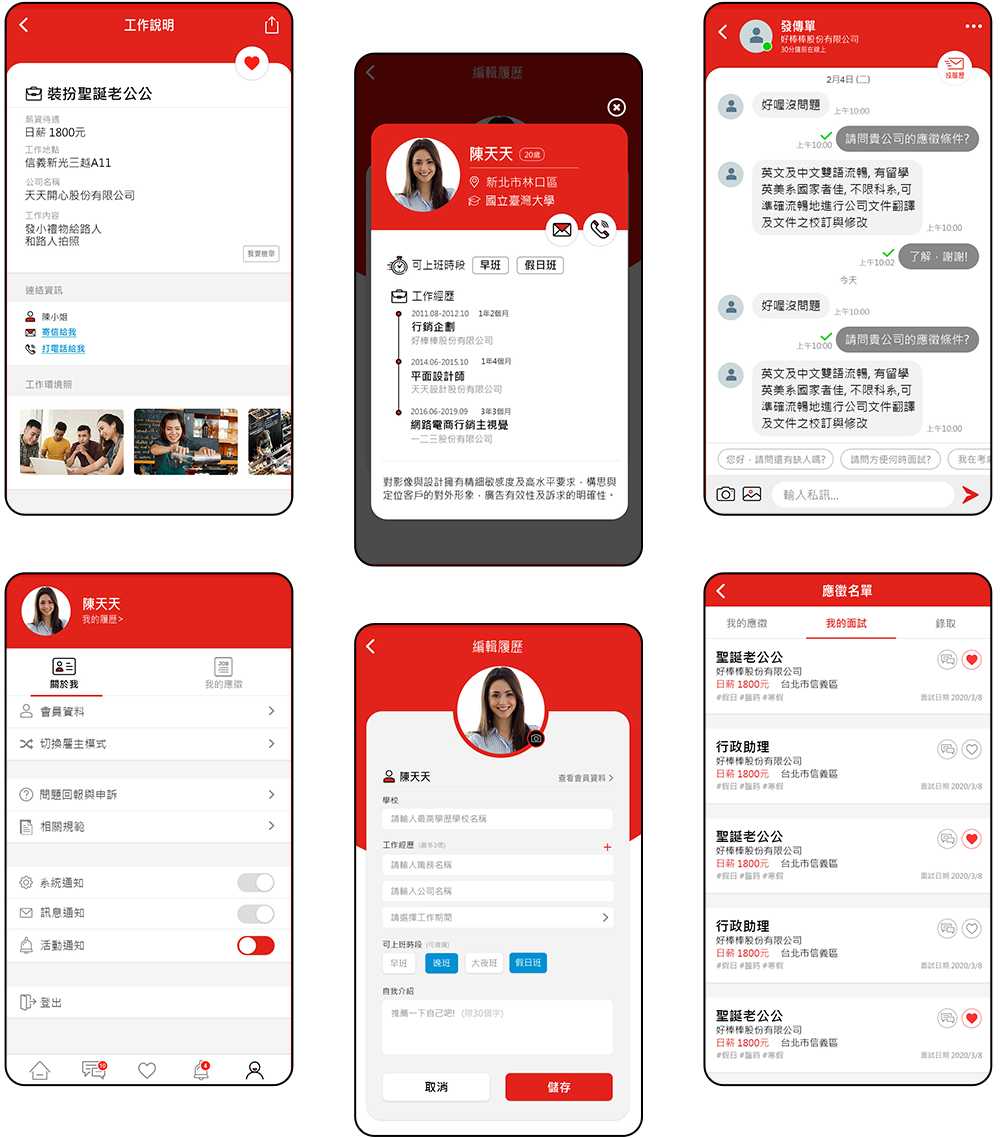 工作說明
裝扮聖誕老公公
薪資待遇
日薪 1800元
工作地點
信義新光三越A11
公司名稱
天天開心股份有限公司
工作內容
發小禮物給路人
和路人拍照
我要檢舉
連絡資訊
陳小姐
寄信給我
打電話給我
工作環境照
編輯履歷
陳天天 20歲
新北市林口區
國立臺灣大學
可上班時段 早班 假日班
工作經歷
2011.08-2012.10 1年2個月
行銷企劃
好棒棒股份有限公司
2014.06-2015.10 1年4個月
平面設計師
天天設計股份有限公司
2016.06-2019.09 3年3個月
網路電商行銷主視覺
一二三股份有限公司
對影像與設計擁有精細敏感度及高水平要求，構思與
定位客戶的對外形象，廣告有效性及訴求的明確性。
發傳單
好棒棒股份有限公司
30分鐘前在線上
投履歷
2月4日 (二)
好喔沒問題
上午10:00
請問貴公司的應徵條件?
上午10:00
英文及中文雙語流暢, 有留學
英美系國家者佳, 不限科系,可
準確流暢地進行公司文件翻譯
及文件之校訂與修改
上午10:00
了解，謝謝!
上午10:02
今天
好喔沒問題
上午10:00
請問貴公司的應徵條件?
上午10:00
英文及中文雙語流暢, 有留學
英美系國家者佳, 不限科系,可
準確流暢地進行公司文件翻譯
及文件之校訂與修改
上午10:00
您好，請問還有缺人嗎? 請問方便何時面試? 我在考
輸入私訊...
陳天天
我的履歷>
關於我
JOB
我的應徵
會員資料
切換雇主模式
問題回報與申訴
相關規範
系統通知
訊息通知
活動通知
登出
10
4
編輯履歷
陳天天
查看會員資料
學校
請輸入最高學歷學校名稱
工作經歷 (最多3個)
請輸入職務名稱
請輸入公司名稱
請選擇工作期間
可上班時段 (可複選)
早班 晚班 大夜班 假日班
自我介紹
推薦一下自己吧! (限30個字)
取消 儲存
應徵名單
我的應徵 我的面試 錄取
聖誕老公公
好棒棒股份有限公司
日薪 1800元 台北市信義區
#假日 #臨時 #寒假 面試日期 2020/3/8
行政助理
好棒棒股份有限公司
日薪 1800元 台北市信義區
#假日 #臨時 #寒假 面試日期 2020/3/8
聖誕老公公
好棒棒股份有限公司
日薪 1800元 台北市信義區
#假日 #臨時 #寒假 面試日期 2020/3/8
行政助理
好棒棒股份有限公司
日薪 1800元 台北市信義區
#假日 #臨時 #寒假 面試日期 2020/3/8
聖誕老公公
好棒棒股份有限公司
日薪 1800元 台北市信義區
#假日 #臨時 #寒假 面試日期 2020/3/8